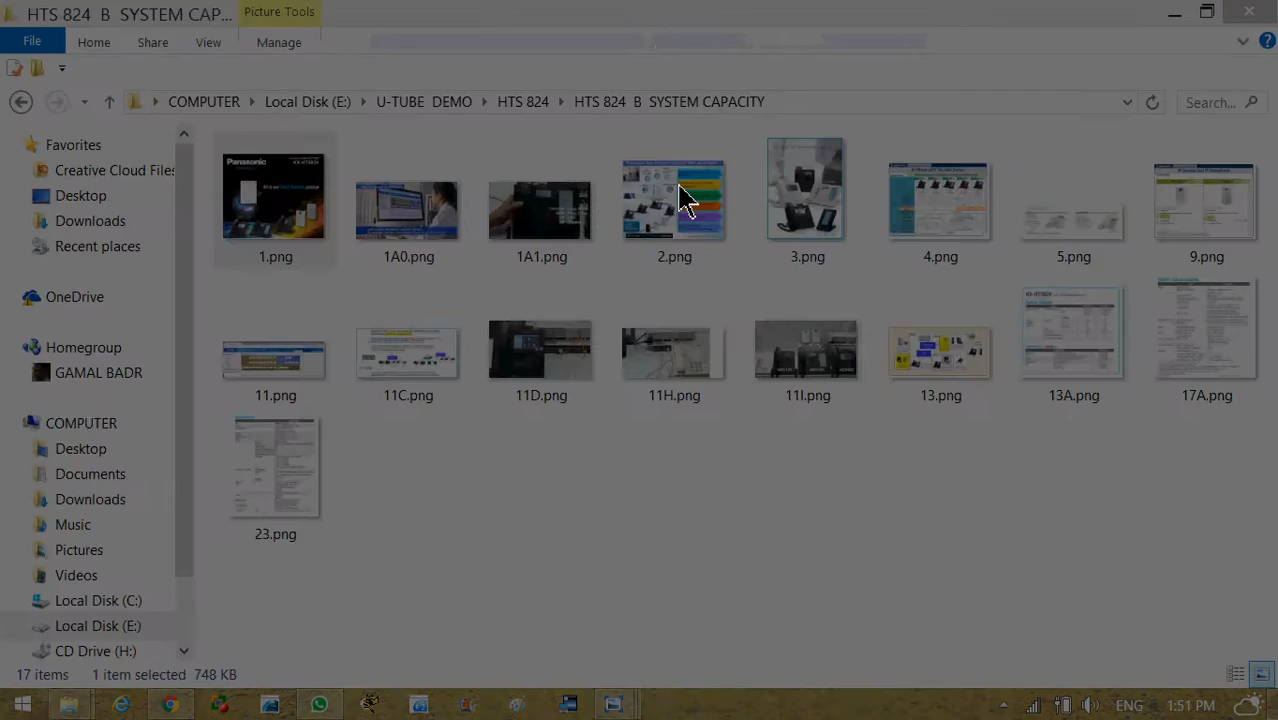 HTS 824 B SYSTEM CAP...
Picture Tools
File
Home
Share
View
Manage
COMPUTER
Local Disk (E:)
U-TUBE DEMO
HTS 824
HTS 824 B SYSTEM CAPACITY
Search...
Favorites
Creative Cloud Files
Desktop
Downloads
Recent places
OneDrive
Homegroup
GAMAL BADR
COMPUTER
Desktop
Documents
Downloads
Music
Pictures
Videos
Local Disk (C:)
Local Disk (E:)
CD Drive (H:)
Panasonic
1.png
1A0.png
1A1.png
2.png
3.png
4.png
5.png
9.png
11.png
11C.png
11D.png
11H.png
11I.png
13.png
13A.png
17A.png
23.png
17 items
1 item selected
748 KB
ENG
1:51 PM